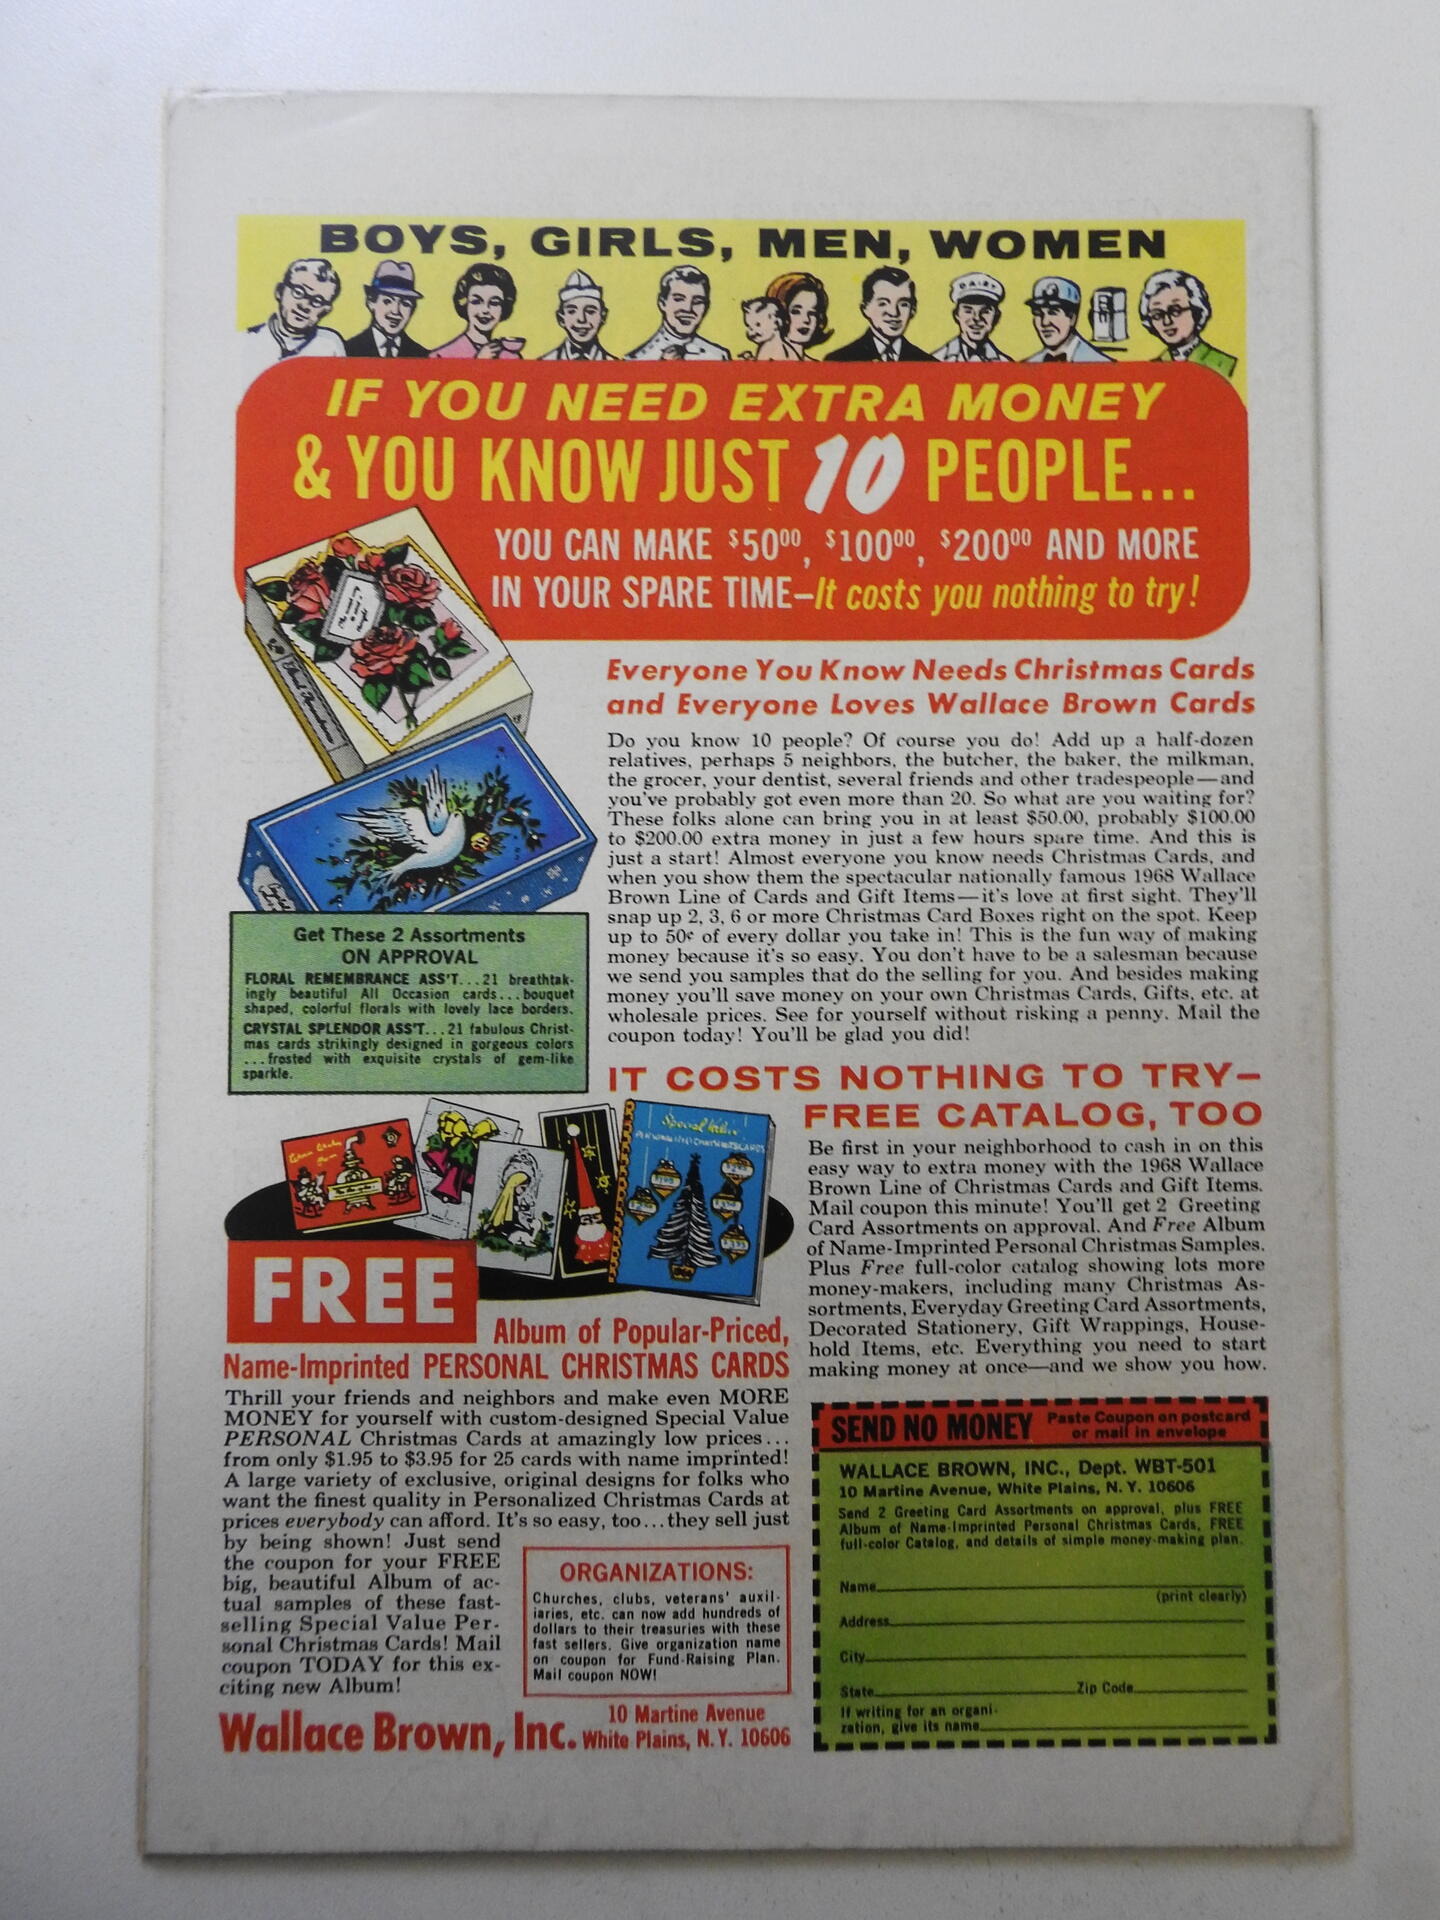 BOYS, GIRLS, MEN, WOMEN
DAIRY
IF YOU NEED EXTRA MONEY
& YOU KNOW JUST 10 PEOPLE...
YOU CAN MAKE $50.00, $100.00, $200.00 AND MORE
IN YOUR SPARE TIME—It costs you nothing to try!
Everyone You Know Needs Christmas Cards
and Everyone Loves Wallace Brown Cards
Do you know 10 people? Of course you do! Add up a half-dozen
relatives, perhaps 5 neighbors, the butcher, the baker, the milkman,
the grocer, your dentist, several friends and other tradespeople—and
you've probably got even more than 20. So what are you waiting for?
These folks alone can bring you in at least $50.00, probably $100.00
to $200.00 extra money in just a few hours spare time. And this is
just a start! Almost everyone you know needs Christmas Cards, and
when you show them the spectacular nationally famous 1968 Wallace
Brown Line of Cards and Gift Items—it's love at first sight. They'll
snap up 2, 3, 6 or more Christmas Card Boxes right on the spot. Keep
up to 50¢ of every dollar you take in! This is the fun way of making
money because it's so easy. You don't have to be a salesman because
we send you samples that do the selling for you. And besides making
money you'll save money on your own Christmas Cards, Gifts, etc. at
wholesale prices. See for yourself without risking a penny. Mail the
coupon today! You'll be glad you did!
Get These 2 Assortments
ON APPROVAL
FLORAL REMEMBRANCE ASS'T...21 breathtak-
ingly beautiful All Occasion cards...bouquet
shaped, colorful florals with lovely lace borders.
CRYSTAL SPLENDOR ASS'T...21 fabulous Christ-
mas cards strikingly designed in gorgeous colors
...frosted with exquisite crystals of gem-like
sparkle.
IT COSTS NOTHING TO TRY—
FREE CATALOG, TOO
Be first in your neighborhood to cash in on this
easy way to extra money with the 1968 Wallace
Brown Line of Christmas Cards and Gift Items.
Mail coupon this minute! You'll get 2 Greeting
Card Assortments on approval. And Free Album
of Name-Imprinted Personal Christmas Samples.
Plus Free full-color catalog showing lots more
money-makers, including many Christmas As-
sortments, Everyday Greeting Card Assortments,
Decorated Stationery, Gift Wrappings, House-
hold Items, etc. Everything you need to start
making money at once—and we show you how.
Special Value
PERSONALIZED CHRISTMAS CARDS
FREE
Album of Popular-Priced,
Name-Imprinted PERSONAL CHRISTMAS CARDS
Thrill your friends and neighbors and make even MORE
MONEY for yourself with custom-designed Special Value
PERSONAL Christmas Cards at amazingly low prices...
from only $1.95 to $3.95 for 25 cards with name imprinted!
A large variety of exclusive, original designs for folks who
want the finest quality in Personalized Christmas Cards at
prices everybody can afford. It's so easy, too...they sell just
by being shown! Just send
the coupon for your FREE
big, beautiful Album of ac-
tual samples of these fast-
selling Special Value Per-
sonal Christmas Cards! Mail
coupon TODAY for this ex-
citing new Album!
ORGANIZATIONS:
Churches, clubs, veterans' auxil-
iaries, etc. can now add hundreds of
dollars to their treasuries with these
fast sellers. Give organization name
on coupon for Fund-Raising Plan.
Mail coupon NOW!
Wallace Brown, Inc. 10 Martine Avenue
White Plains, N.Y. 10606
SEND NO MONEY Paste Coupon on postcard
or mail in envelope
WALLACE BROWN, INC., Dept. WBT-501
10 Martine Avenue, White Plains, N. Y. 10606
Send 2 Greeting Card Assortments on approval, plus FREE
Album of Name-Imprinted Personal Christmas Cards, FREE
full-color Catalog, and details of simple money-making plan.
Name
(print clearly)
Address
City
State Zip Code
If writing for an organi-
zation, give its name